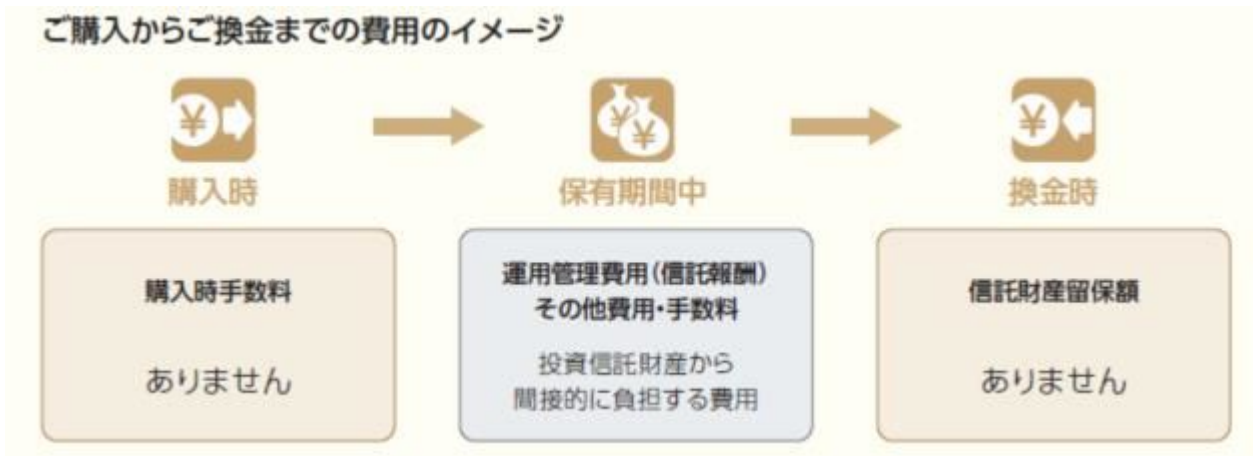 ご購入からご換金までの費用のイメージ
購入時
保有期間中
換金時
購入時手数料
ありません
運用管理費用(信託報酬)
その他費用・手数料
投資信託財産から
間接的に負担する費用
信託財産留保額
ありません